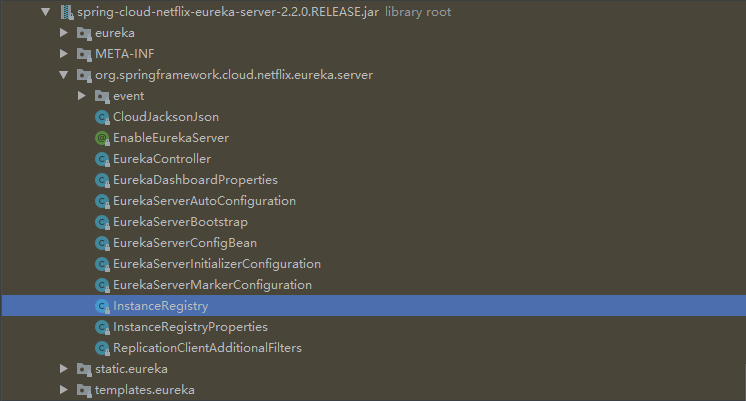 spring-cloud-netflix-eureka-server-2.2.0.RELEASE.jar library root
eureka
META-INF
org.springframework.cloud.netflix.eureka.server
event
CloudJacksonJson
EnableEurekaServer
EurekaController
EurekaDashboardProperties
EurekaServerAutoConfiguration
EurekaServerBootstrap
EurekaServerConfigBean
EurekaServerInitializerConfiguration
EurekaServerMarkerConfiguration
InstanceRegistry
InstanceRegistryProperties
ReplicationClientAdditionalFilters
static.eureka
templates.eureka